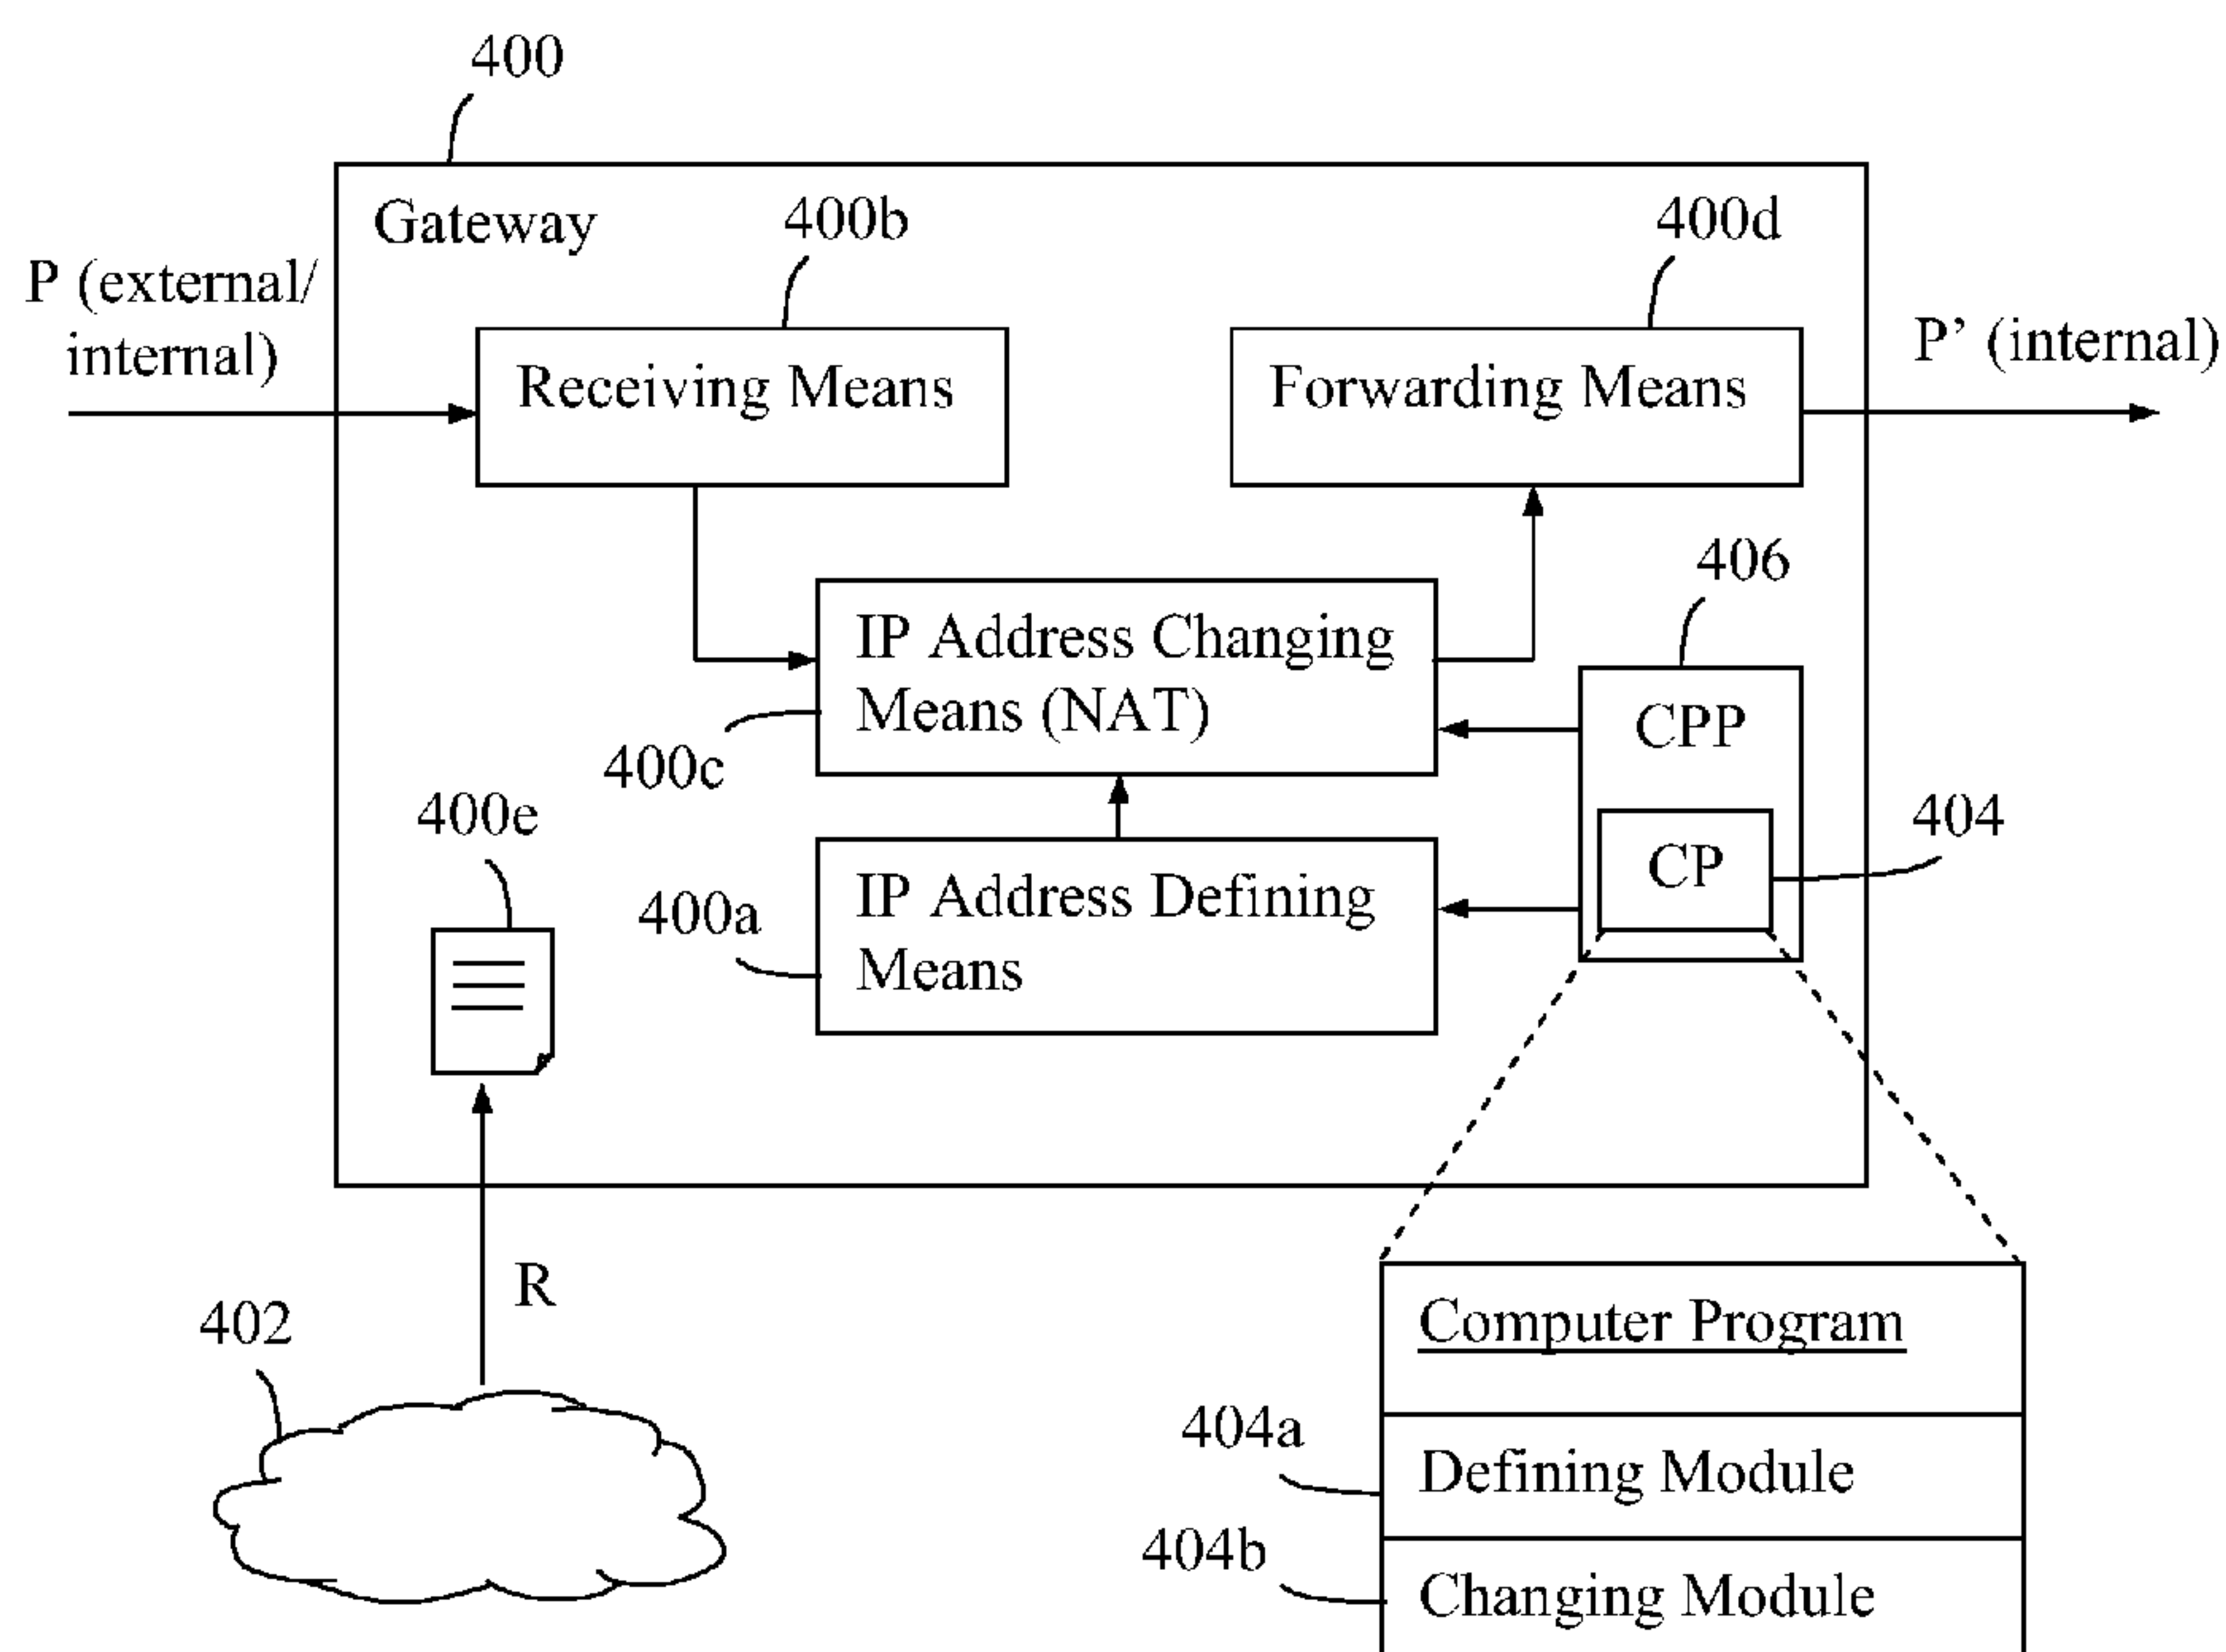 400
Gateway
400b
400d
P (external/
internal)
P’ (internal)
Receiving Means
Forwarding Means
406
IP Address Changing
Means (NAT)
CPP
400c
400e
404
CP
400a
IP Address Defining
Means
R
402
Computer Program
404a
Defining Module
404b
Changing Module